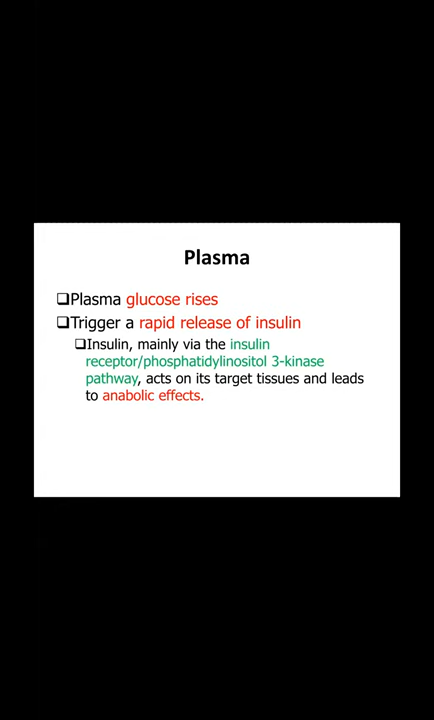 Plasma
❑Plasma glucose rises
❑Trigger a rapid release of insulin
❑Insulin, mainly via the insulin
receptor/phosphatidylinositol 3-kinase
pathway, acts on its target tissues and leads
to anabolic effects.